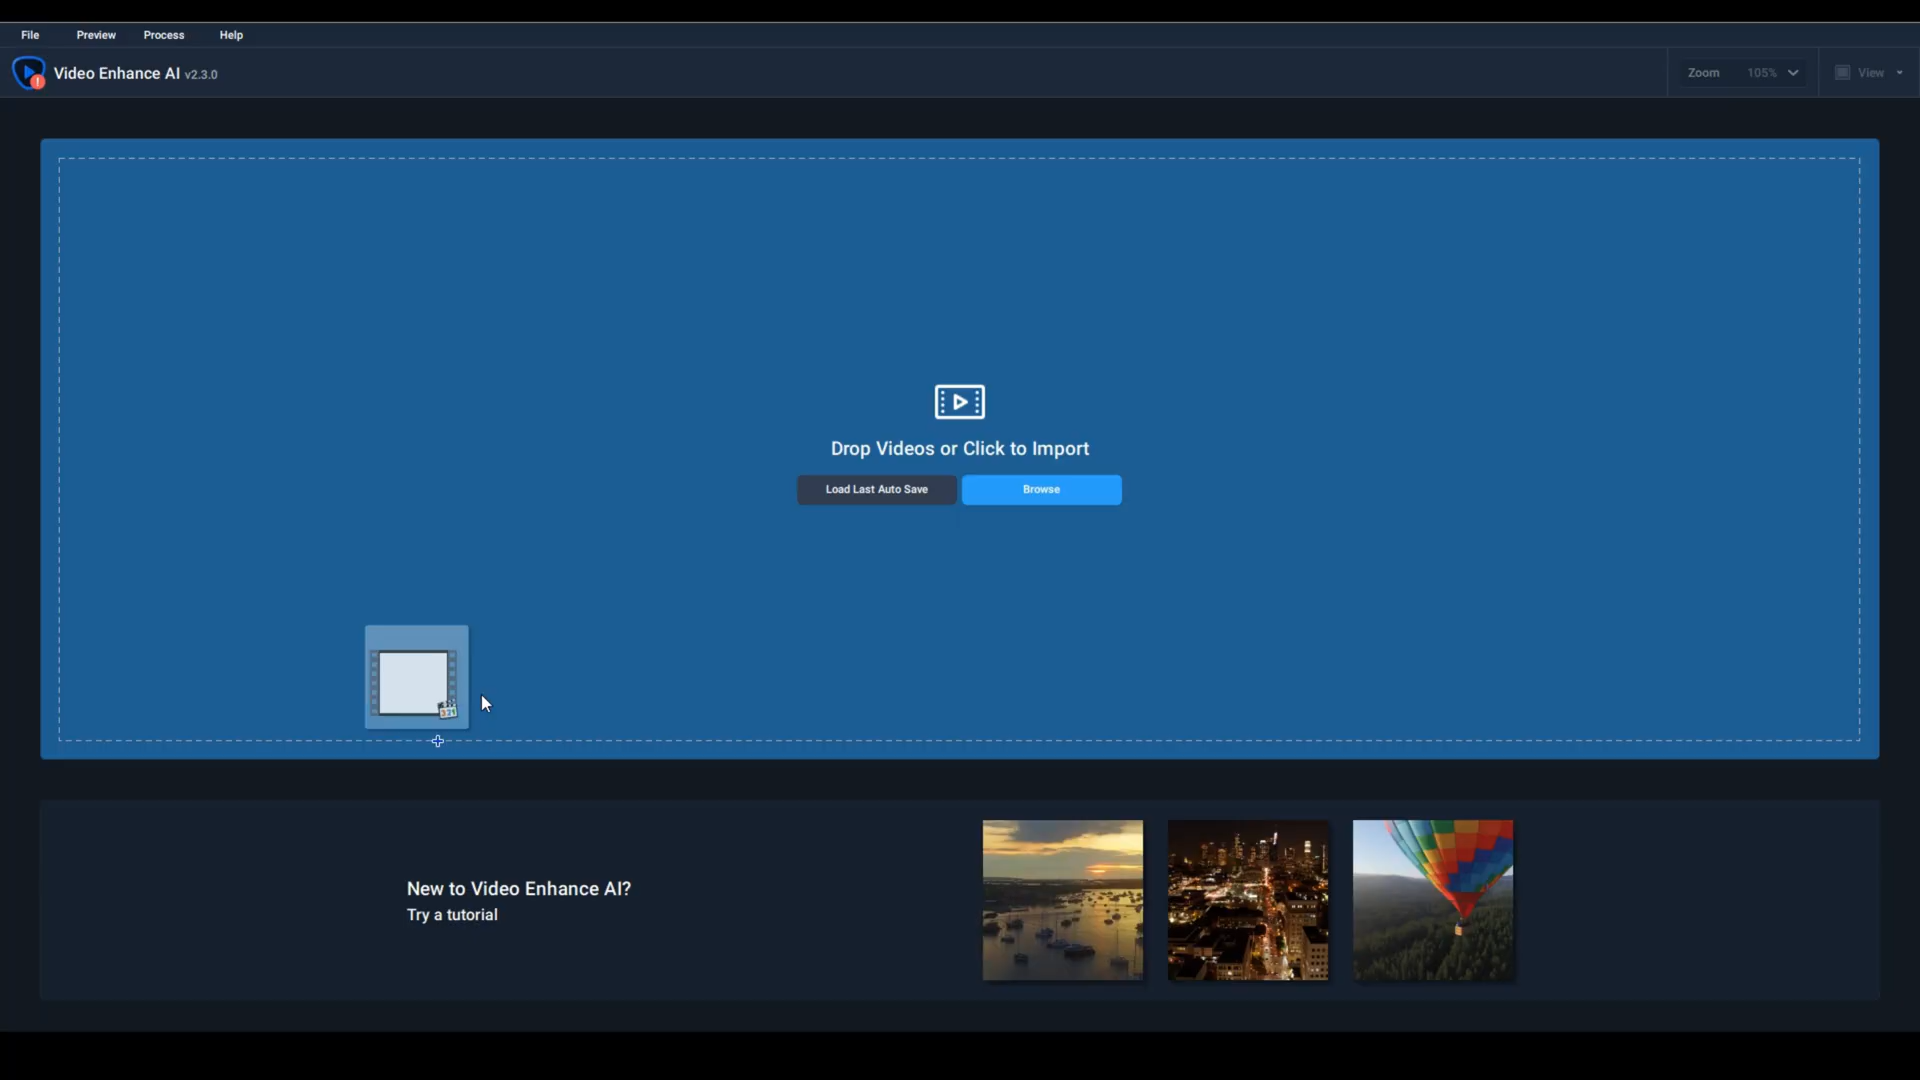 File Preview Process Help
Video Enhance AI v2.3.0
Zoom 105% View
Drop Videos or Click to Import
Load Last Auto Save Browse
New to Video Enhance AI?
Try a tutorial